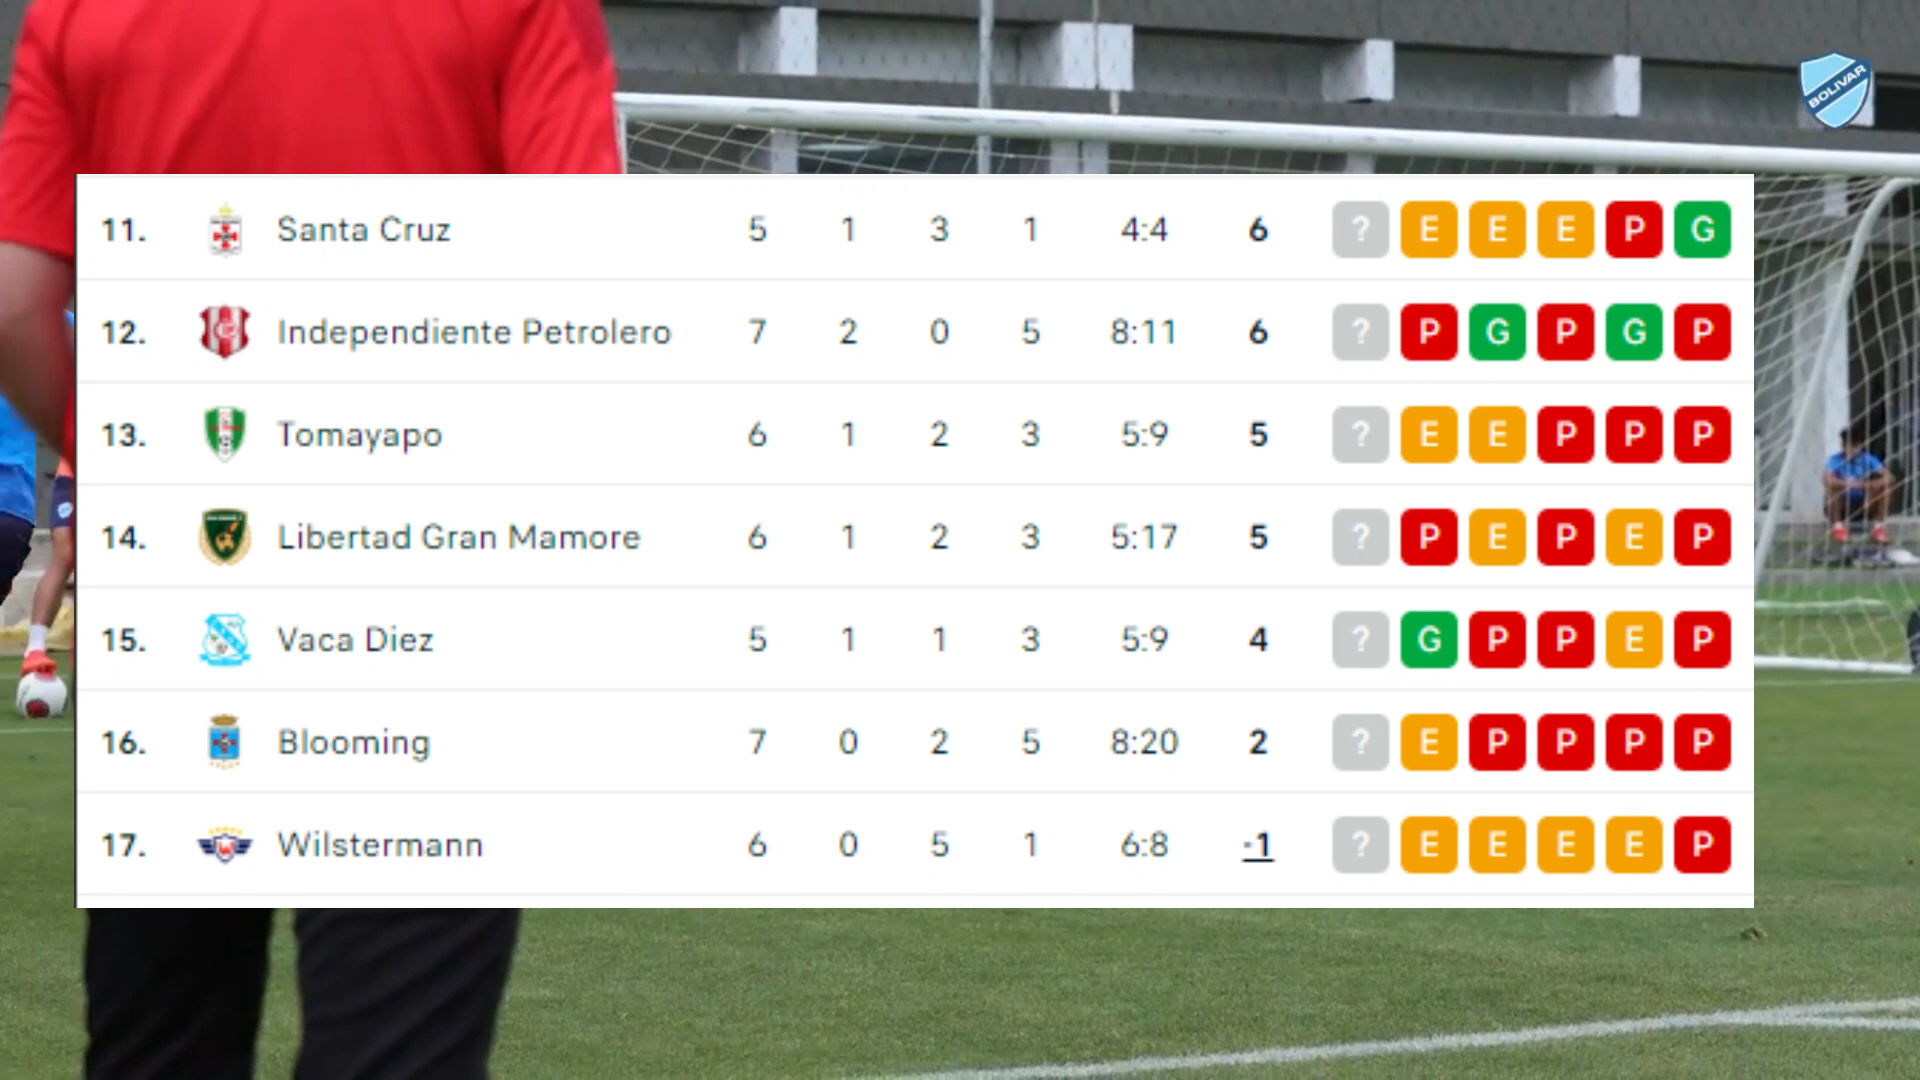 BOLIVAR
11. Santa Cruz 5 1 3 1 4:4 6 ? E E E P G
12. Independiente Petrolero 7 2 0 5 8:11 6 ? P G P G P
13. Tomayapo 6 1 2 3 5:9 5 ? E E P P P
14. Libertad Gran Mamore 6 1 2 3 5:17 5 ? P E P E P
15. Vaca Diez 5 1 1 3 5:9 4 ? G P P E P
16. Blooming 7 0 2 5 8:20 2 ? E P P P P
17. Wilstermann 6 0 5 1 6:8 -1 ? E E E E P